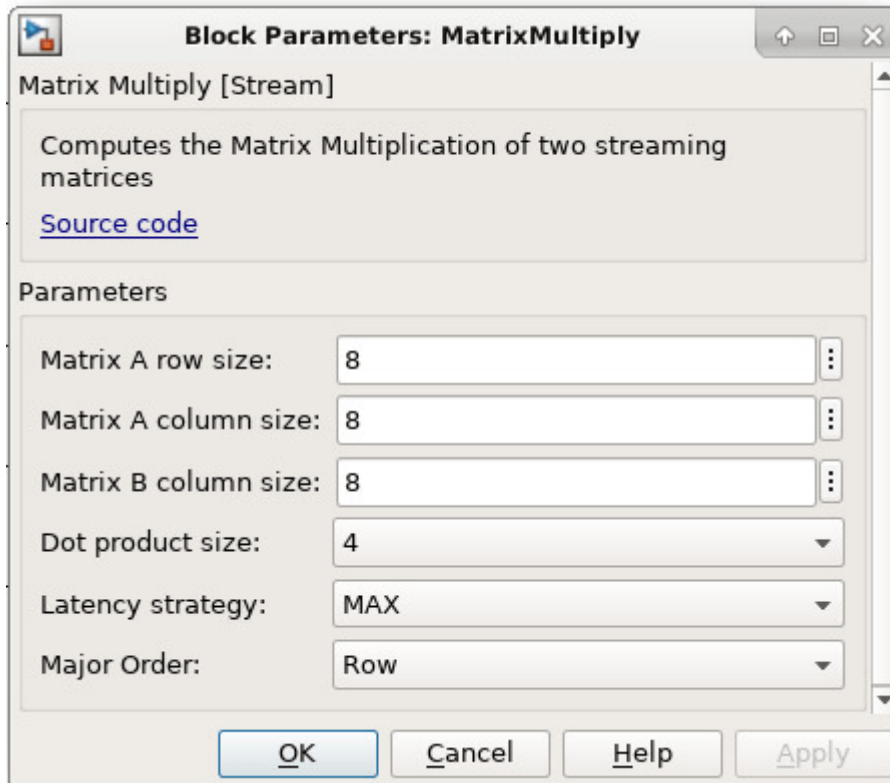 Block Parameters: MatrixMultiply
Matrix Multiply [Stream]
Computes the Matrix Multiplication of two streaming
matrices
Source code
Parameters
Matrix A row size: 8
Matrix A column size: 8
Matrix B column size: 8
Dot product size: 4
Latency strategy: MAX
Major Order: Row
OK Cancel Help Apply